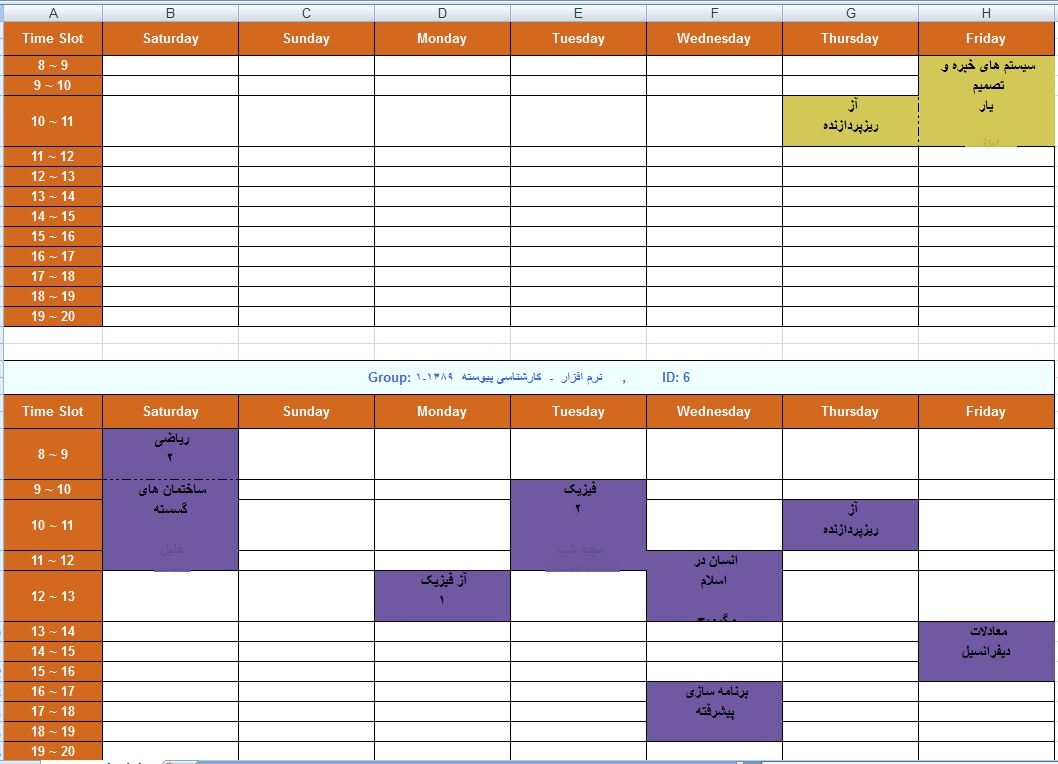 A B C D E F G H
Time Slot Saturday Sunday Monday Tuesday Wednesday Thursday Friday
8 ~ 9 سیستم های خبره و
9 ~ 10 تصمیم
یار
آز
10 ~ 11
ریزپردازنده
11 ~ 12
12 ~ 13
13 ~ 14
14 ~ 15
15 ~ 16
16 ~ 17
17 ~ 18
18 ~ 19
19 ~ 20
Group: نرم افزار - کارشناسی پیوسته ۱۳۸۹-۱ , ID: 6
Time Slot Saturday Sunday Monday Tuesday Wednesday Thursday Friday
ریاضی
8 ~ 9
۲
9 ~ 10 ساختمان های فیزیک
گسسته ۲ آز
10 ~ 11
ریزپردازنده
خلیل مجید شب
11 ~ 12 انسان در
اسلام
آز فیزیک
12 ~ 13
۱
13 ~ 14 معادلات
14 ~ 15 دیفرانسیل
15 ~ 16
16 ~ 17 برنامه سازی
17 ~ 18 پیشرفته
18 ~ 19
19 ~ 20